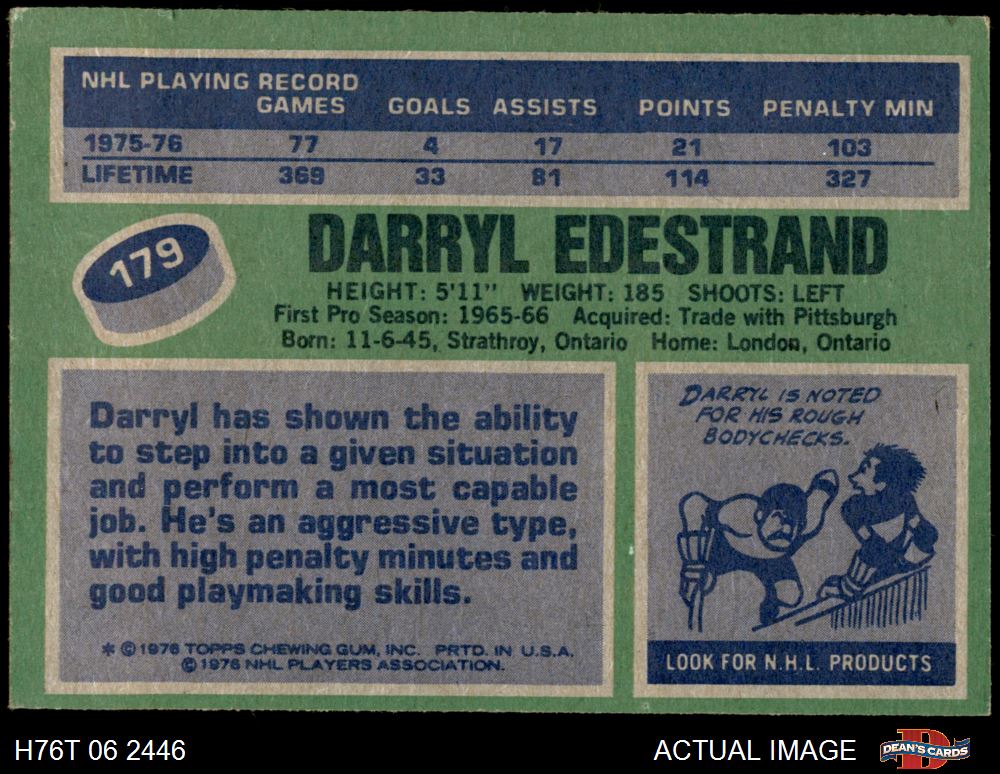 NHL PLAYING RECORD
GAMES GOALS ASSISTS POINTS PENALTY MIN
1975-76 77 4 17 21 103
LIFETIME 369 33 81 114 327
179
DARRYL EDESTRAND
HEIGHT: 5'11" WEIGHT: 185 SHOOTS: LEFT
First Pro Season: 1965-66 Acquired: Trade with Pittsburgh
Born: 11-6-45, Strathroy, Ontario Home: London, Ontario
Darryl has shown the ability
to step into a given situation
and perform a most capable
job. He's an aggressive type,
with high penalty minutes and
good playmaking skills.
* © 1976 TOPPS CHEWING GUM, INC. PRTD. IN U.S.A.
© 1976 NHL PLAYERS ASSOCIATION.
DARRYL IS NOTED
FOR HIS ROUGH
BODYCHECKS.
LOOK FOR N.H.L. PRODUCTS
H76T 06 2446 ACTUAL IMAGE DEAN'S CARDS